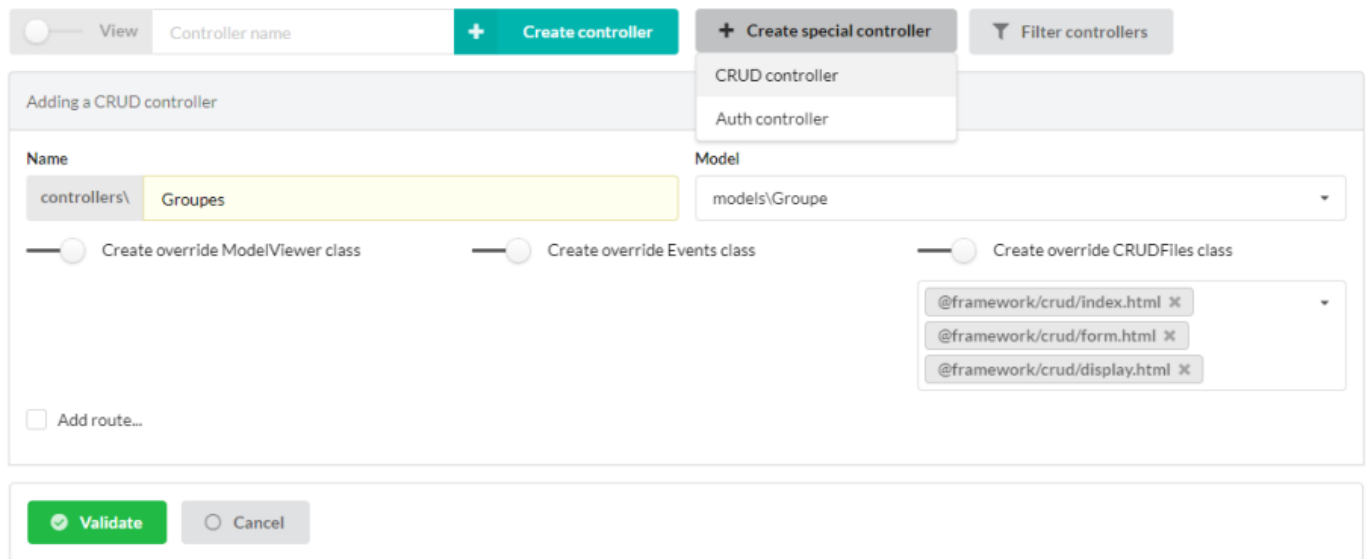 View Controller name + Create controller + Create special controller Filter controllers
CRUD controller
Adding a CRUD controller
Auth controller
Name Model
controllers\ Groupes models\Groupe
Create override ModelViewer class Create override Events class Create override CRUDFiles class
@framework/crud/index.html ×
@framework/crud/form.html ×
@framework/crud/display.html ×
Add route...
Validate Cancel